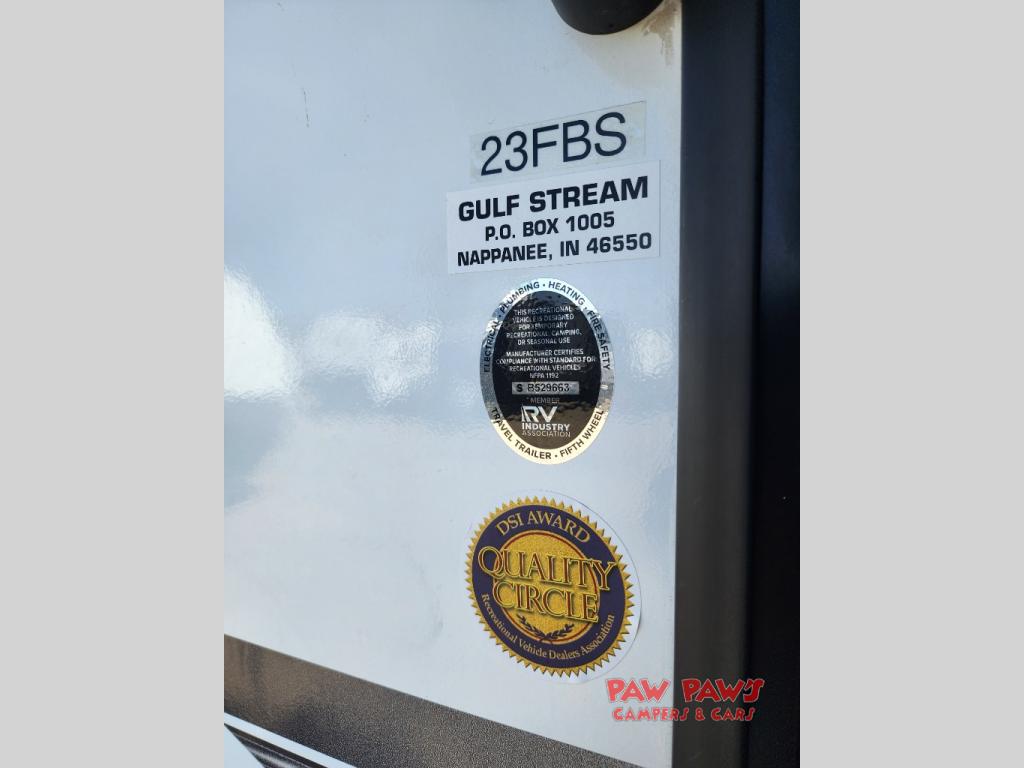 23FBS
GULF STREAM
P.O. BOX 1005
NAPPANEE, IN 46550
ELECTRICAL • PLUMBING • HEATING • FIRE SAFETY
THIS RECREATIONAL
VEHICLE IS DESIGNED
FOR TEMPORARY
RECREATIONAL, CAMPING,
OR SEASONAL USE
MANUFACTURER CERTIFIES
COMPLIANCE WITH STANDARD FOR
RECREATIONAL VEHICLES
NFPA 1192
S B529663
MEMBER
RV
INDUSTRY
ASSOCIATION
TRAVEL TRAILER • FIFTH WHEEL
DSI AWARD
QUALITY
CIRCLE
Recreational Vehicle Dealers Association
PAW PAW'S
CAMPERS & CARS